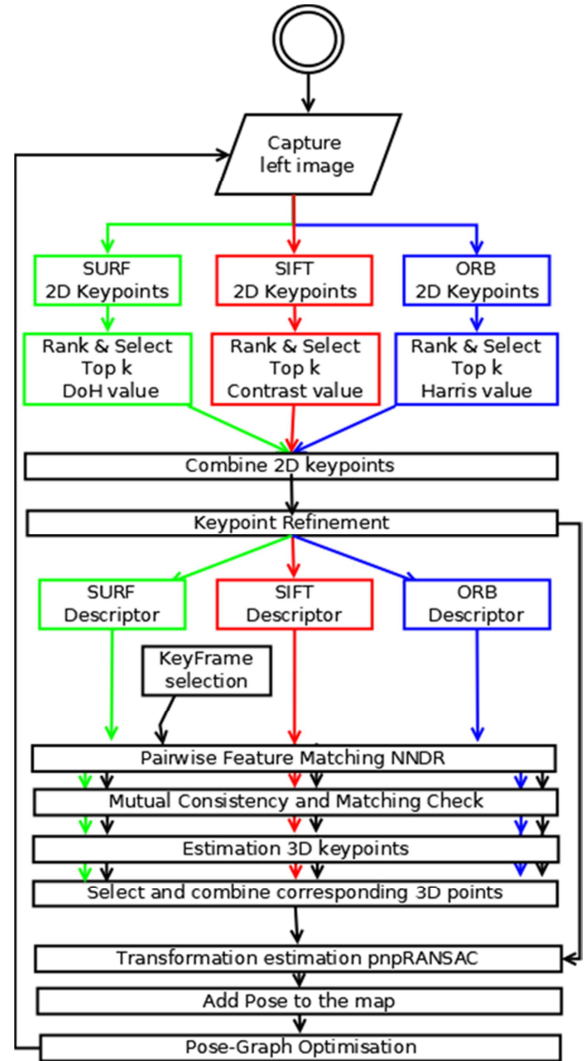 Capture
left image
SURF
2D Keypoints
SIFT
2D Keypoints
ORB
2D Keypoints
Rank & Select
Top k
DoH value
Rank & Select
Top k
Contrast value
Rank & Select
Top k
Harris value
Combine 2D keypoints
Keypoint Refinement
SURF
Descriptor
SIFT
Descriptor
ORB
Descriptor
KeyFrame
selection
Pairwise Feature Matching NNDR
Mutual Consistency and Matching Check
Estimation 3D keypoints
Select and combine corresponding 3D points
Transformation estimation pnpRANSAC
Add Pose to the map
Pose-Graph Optimisation